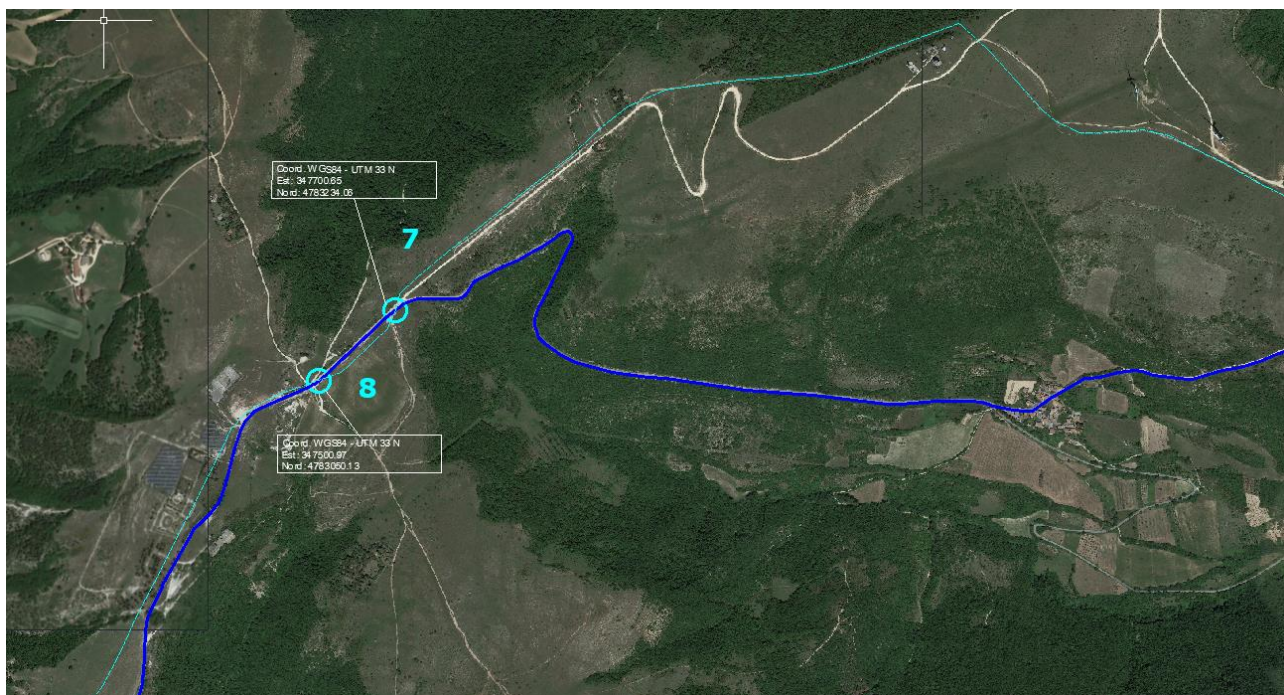 Coord. WGS84 - UTM 33 N
Est: 347700.65
Nord: 4783234.06
7
8
Coord. WGS84 - UTM 33 N
Est: 347500.97
Nord: 4783050.13